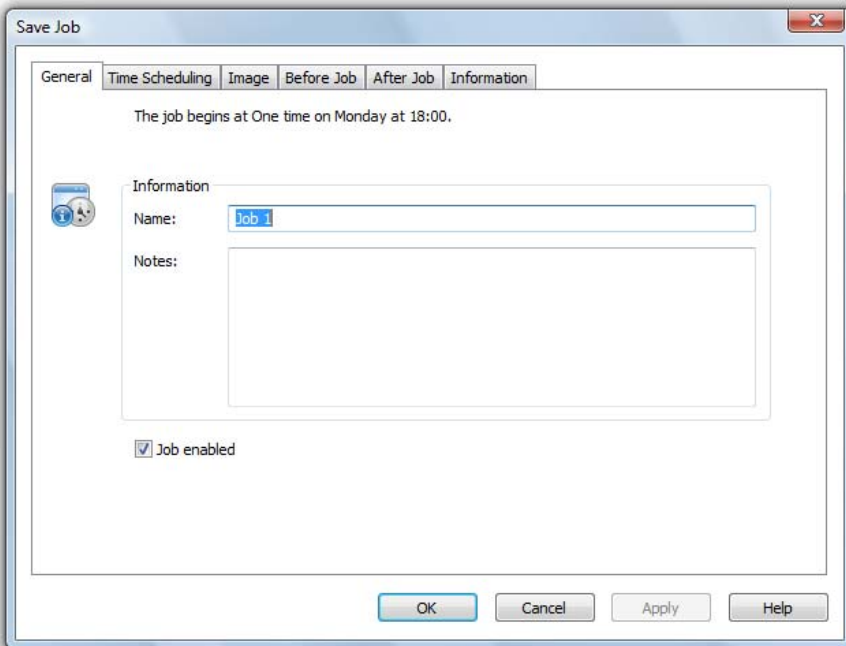 Save Job
General Time Scheduling Image Before Job After Job Information
The job begins at One time on Monday at 18:00.
Information
Name: Job 1
Notes:
Job enabled
OK Cancel Apply Help